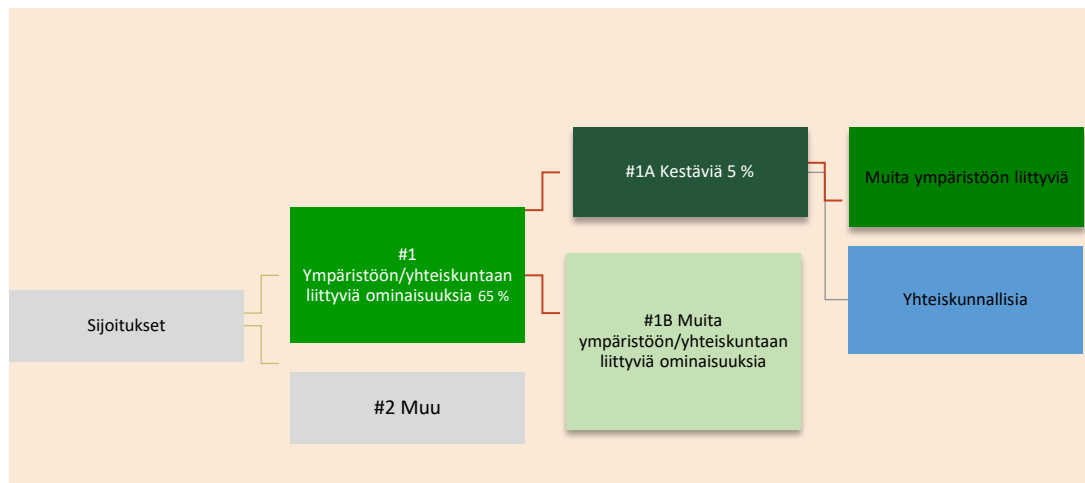 Sijoitukset
#1
Ympäristöön/yhteiskuntaan
liittyviä ominaisuuksia 65 %
#2 Muu
#1A Kestäviä 5 %
#1B Muita
ympäristöön/yhteiskuntaan
liittyviä ominaisuuksia
Muita ympäristöön liittyviä
Yhteiskunnallisia